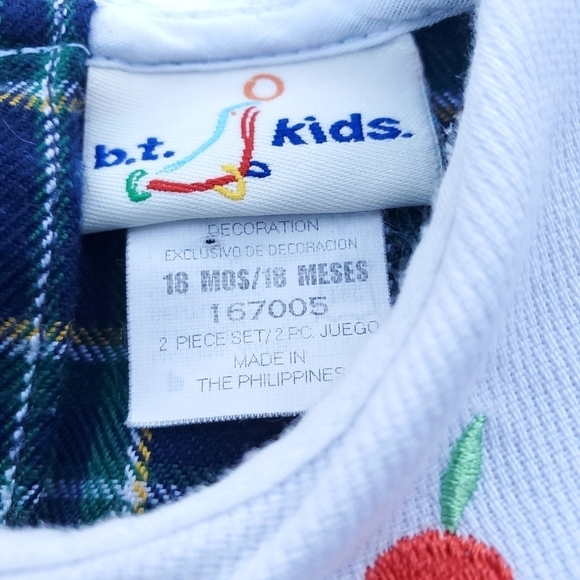 b.t. kids.
DECORATION
EXCLUSIVO DE DECORACION
18 MOS/18 MESES
167005
2 PIECE SET/2 PC. JUEGO
MADE IN
THE PHILIPPINES